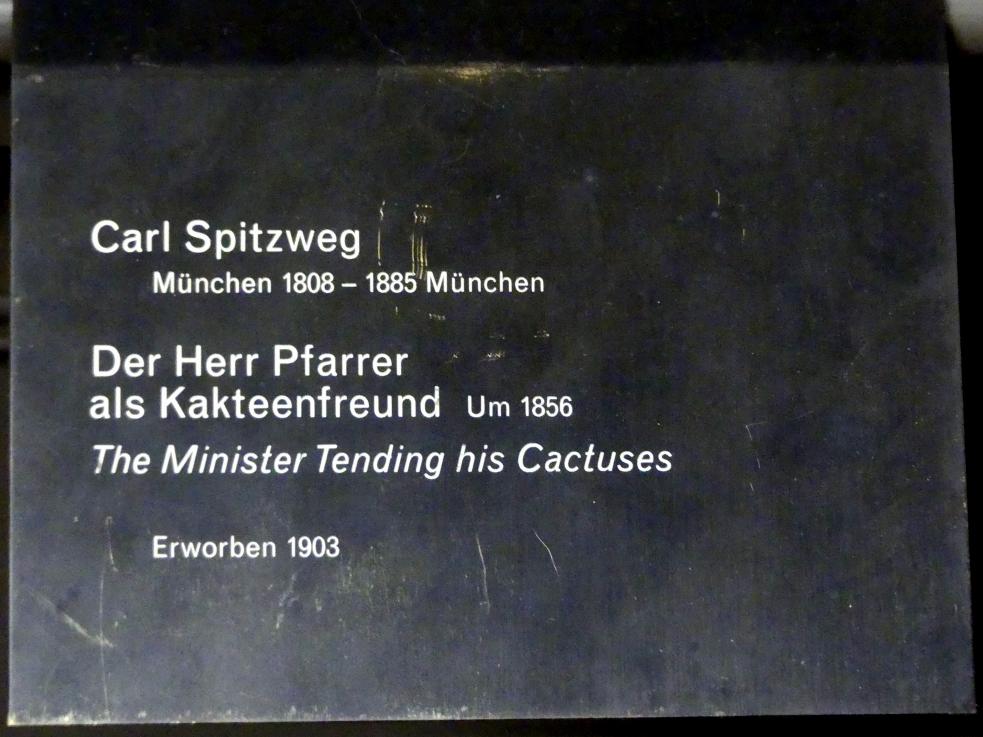 Carl Spitzweg
München 1808 – 1885 München
Der Herr Pfarrer
als Kakteenfreund Um 1856
The Minister Tending his Cactuses
Erworben 1903